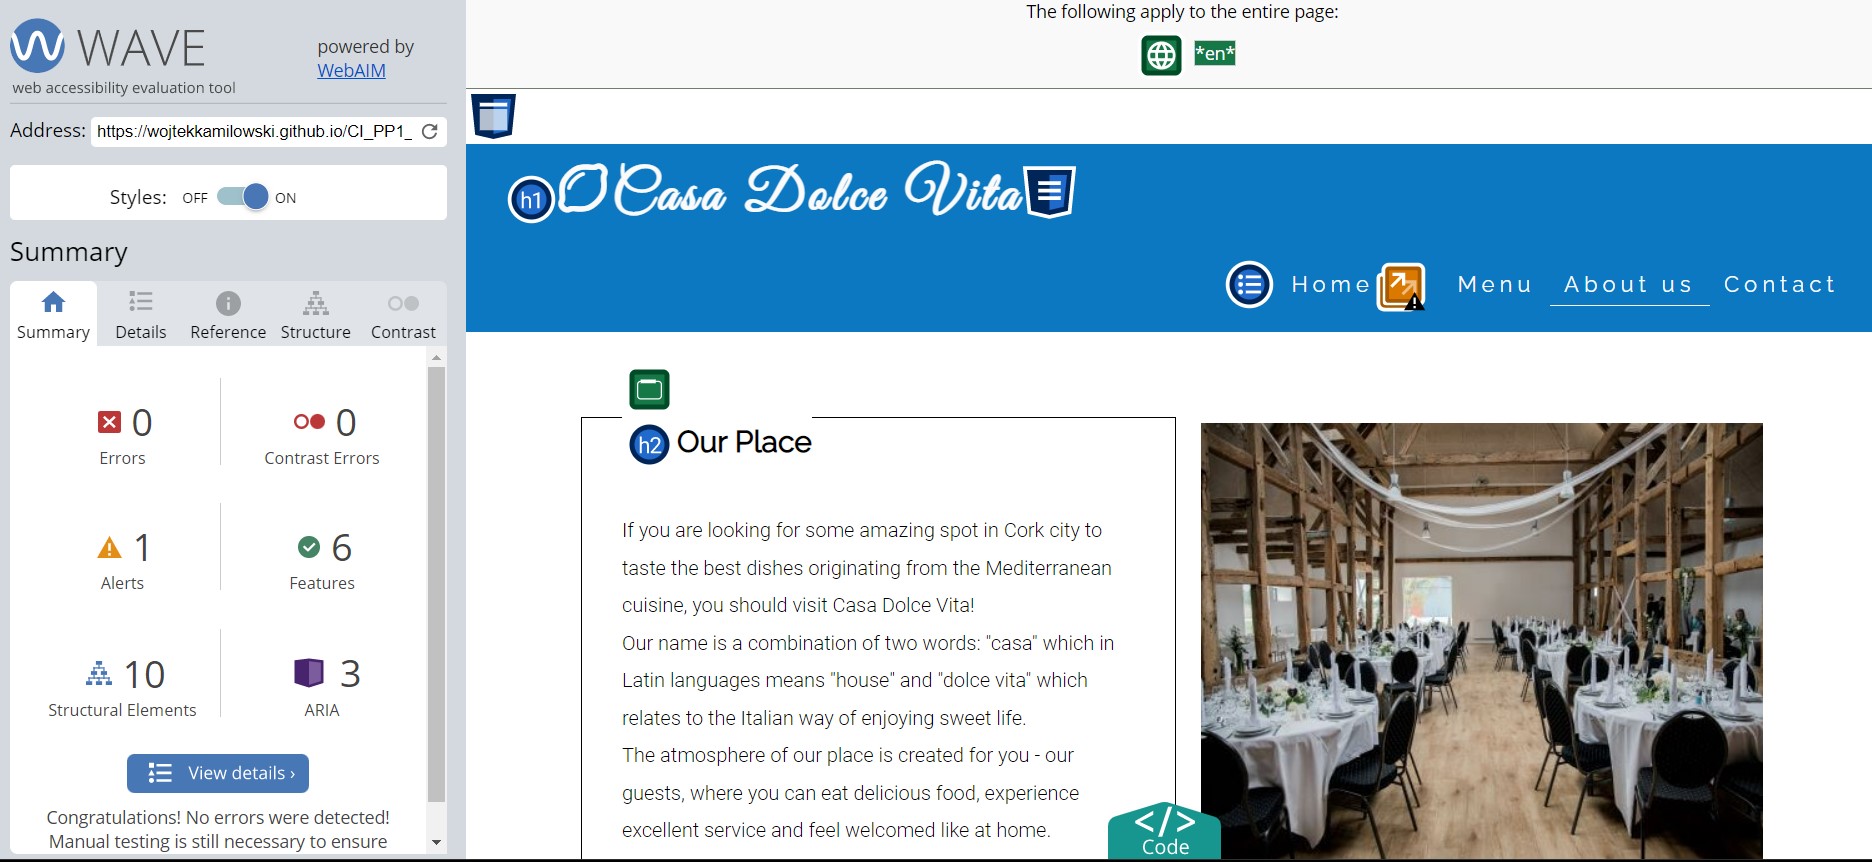 WAVE
web accessibility evaluation tool
powered by
WebAIM
Address: https://wojtekkamilowski.github.io/CI_PP1_
Styles: OFF ON
Summary
Summary Details Reference Structure Contrast
0
Errors
0
Contrast Errors
1
Alerts
6
Features
10
Structural Elements
3
ARIA
View details ›
Congratulations! No errors were detected!
Manual testing is still necessary to ensure
The following apply to the entire page:
*en*
h1 Casa Dolce Vita
Home Menu About us Contact
h2 Our Place
If you are looking for some amazing spot in Cork city to
taste the best dishes originating from the Mediterranean
cuisine, you should visit Casa Dolce Vita!
Our name is a combination of two words: "casa" which in
Latin languages means "house" and "dolce vita" which
relates to the Italian way of enjoying sweet life.
The atmosphere of our place is created for you - our
guests, where you can eat delicious food, experience
excellent service and feel welcomed like at home.
</> Code